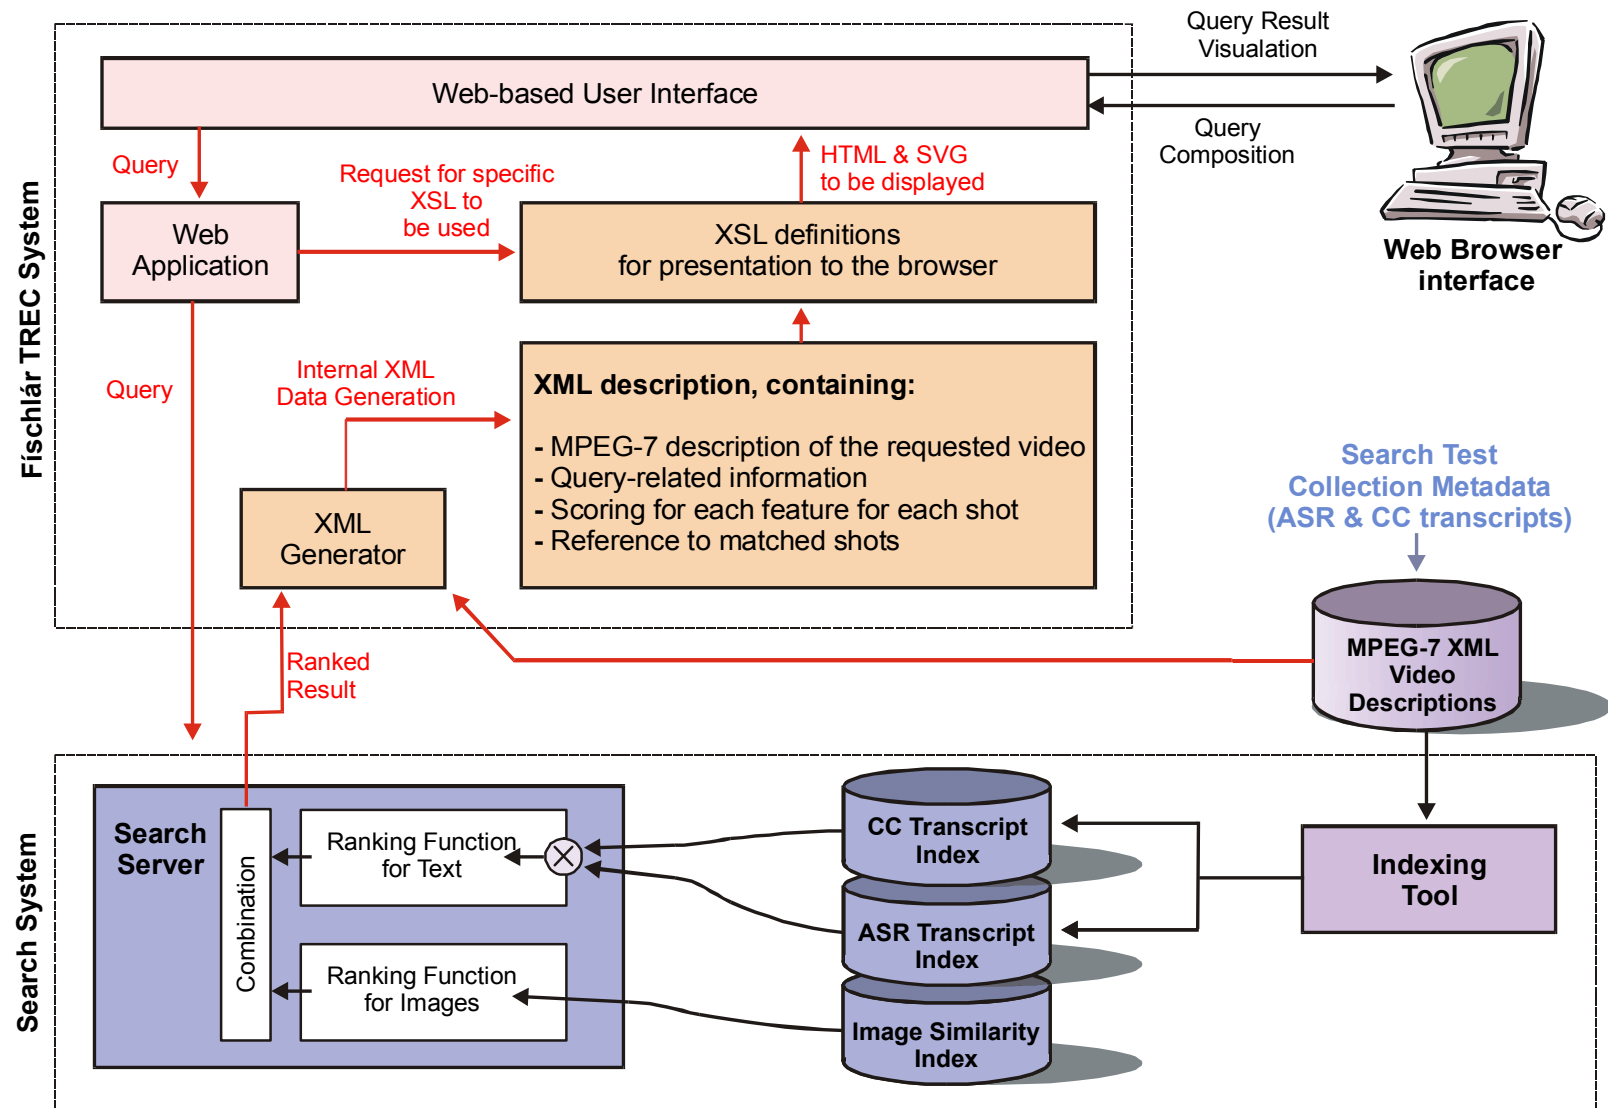 Físchlár TREC System
Web-based User Interface
Query Result
Visualation
Query
Composition
Web Browser
interface
Query
Request for specific
XSL to
be used
HTML & SVG
to be displayed
Web
Application
XSL definitions
for presentation to the browser
Query
Internal XML
Data Generation
XML description, containing:
- MPEG-7 description of the requested video
- Query-related information
- Scoring for each feature for each shot
- Reference to matched shots
XML
Generator
Search Test
Collection Metadata
(ASR & CC transcripts)
Ranked
Result
MPEG-7 XML
Video
Descriptions
Search System
Search
Server
Combination
Ranking Function
for Text
Ranking Function
for Images
CC Transcript
Index
ASR Transcript
Index
Image Similarity
Index
Indexing
Tool